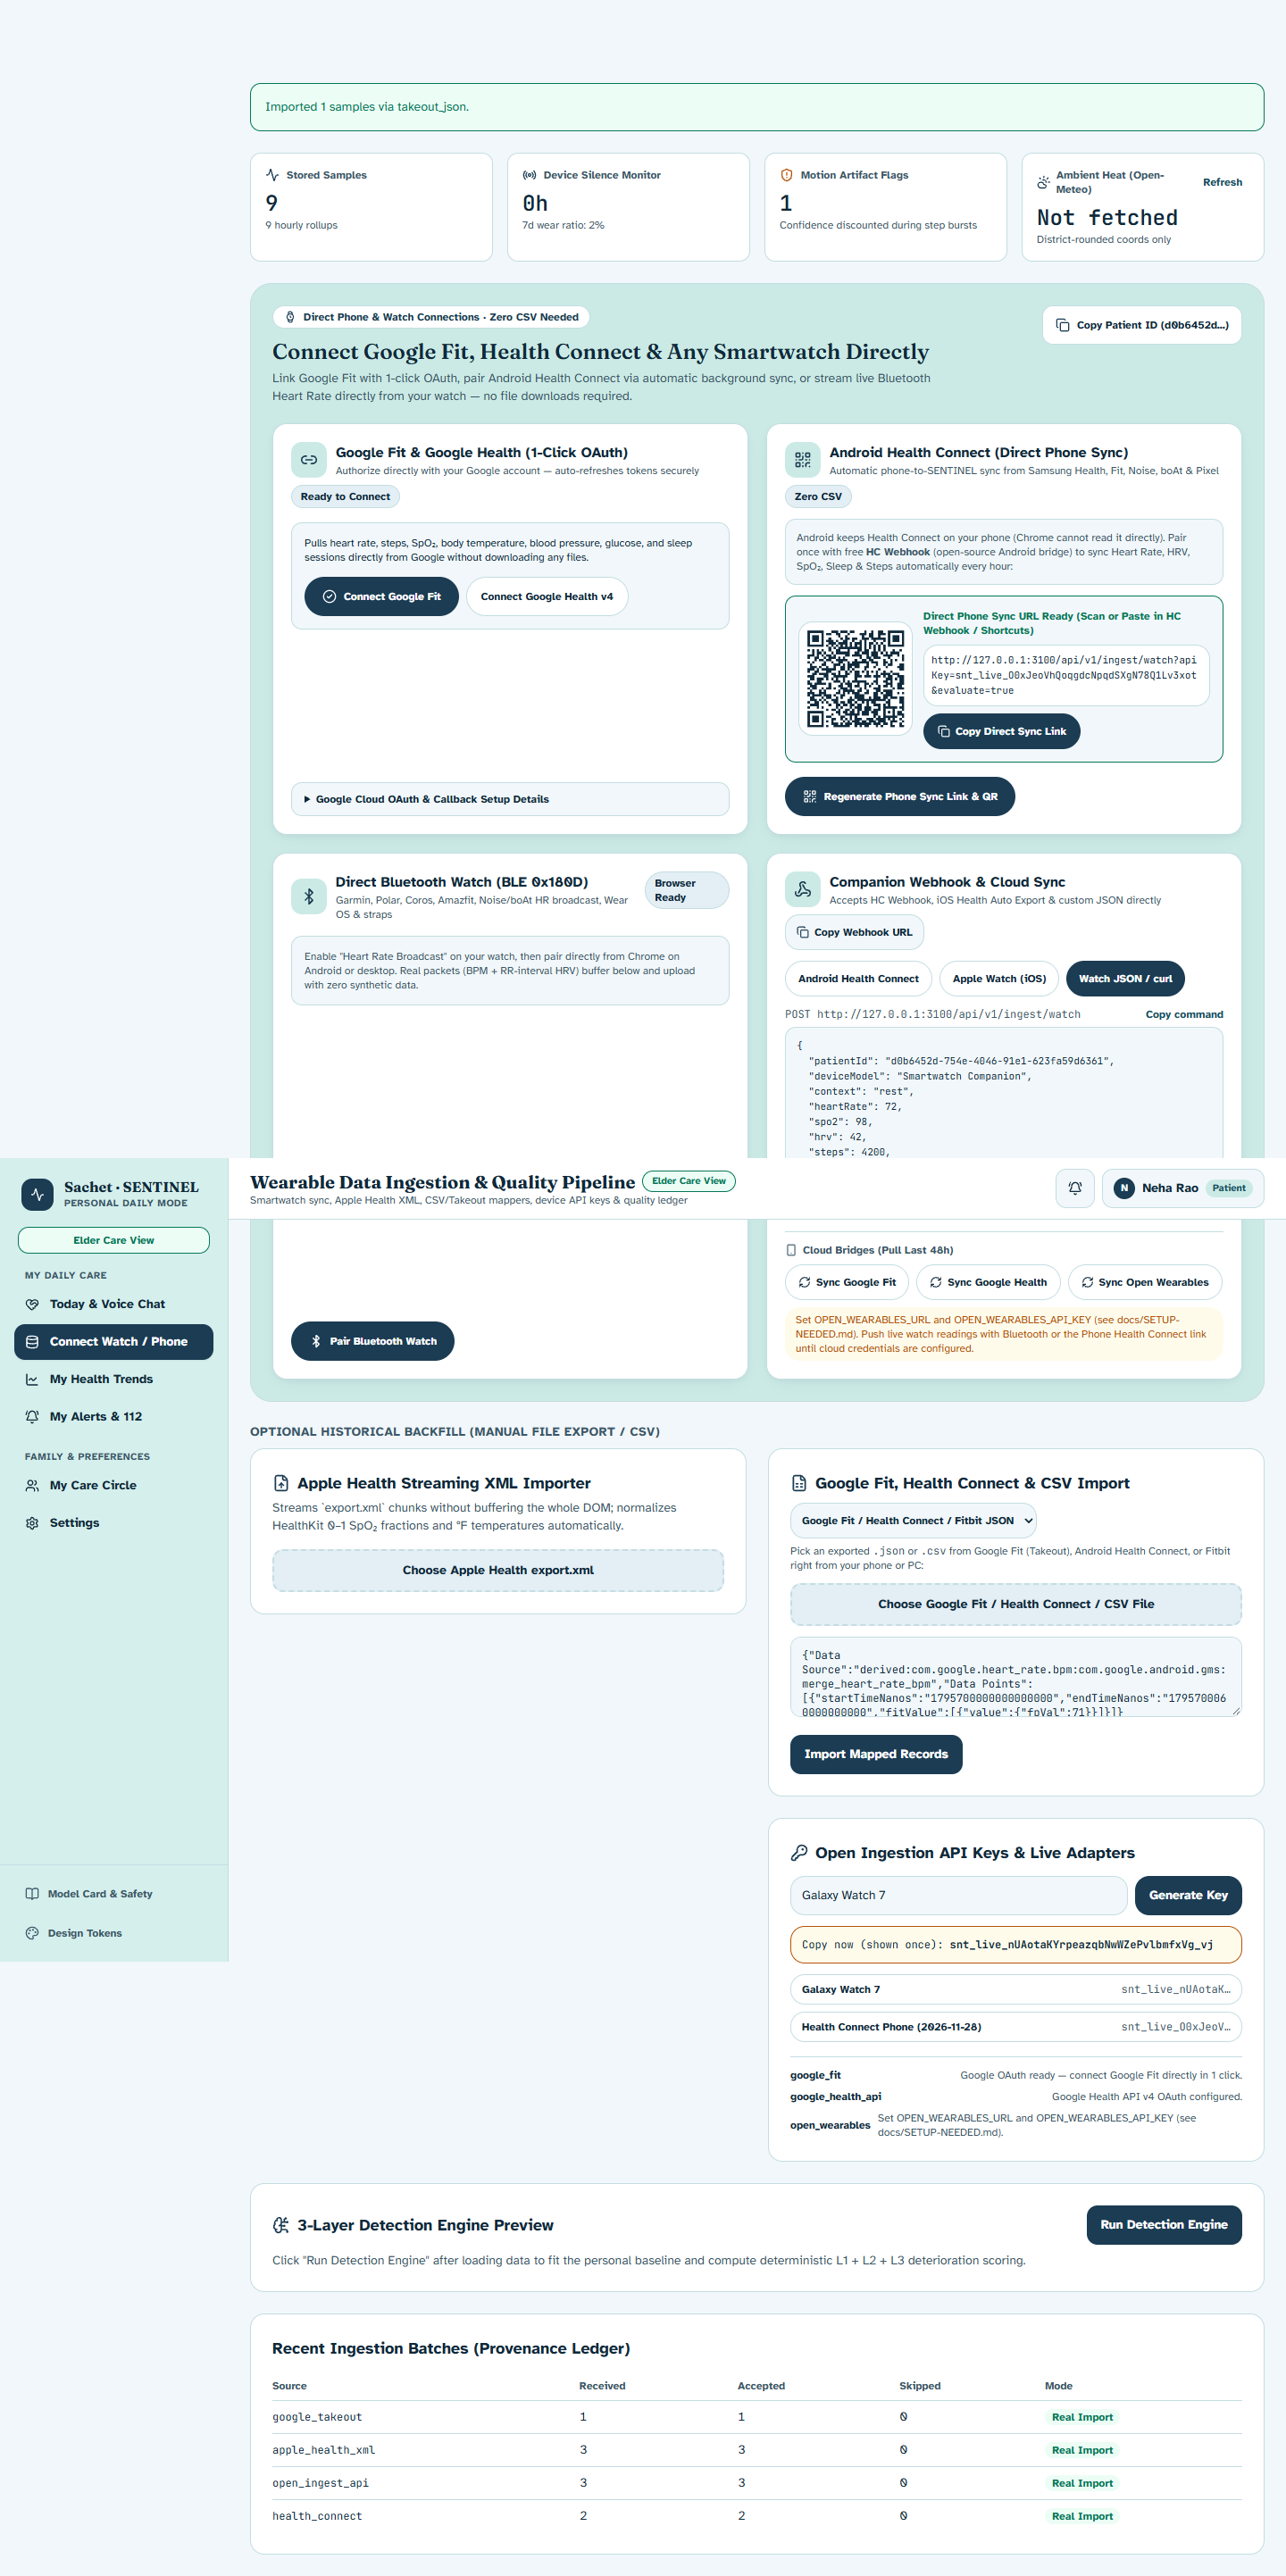 Imported 1 samples via takeout_json.
Stored Samples
9
9 hourly rollups
Device Silence Monitor
0h
7d wear ratio: 2%
Motion Artifact Flags
1
Confidence discounted during step bursts
Ambient Heat (Open-
Meteo)
Refresh
Not fetched
District-rounded coords only
Direct Phone & Watch Connections · Zero CSV Needed
Copy Patient ID (d0b6452d...)
Connect Google Fit, Health Connect & Any Smartwatch Directly
Link Google Fit with 1-click OAuth, pair Android Health Connect via automatic background sync, or stream live Bluetooth
Heart Rate directly from your watch — no file downloads required.
Google Fit & Google Health (1-Click OAuth)
Authorize directly with your Google account — auto-refreshes tokens securely
Ready to Connect
Pulls heart rate, steps, SpO₂, body temperature, blood pressure, glucose, and sleep
sessions directly from Google without downloading any files.
Connect Google Fit
Connect Google Health v4
Google Cloud OAuth & Callback Setup Details
Android Health Connect (Direct Phone Sync)
Automatic phone-to-SENTINEL sync from Samsung Health, Fit, Noise, boAt & Pixel
Zero CSV
Android keeps Health Connect on your phone (Chrome cannot read it directly). Pair
once with free HC Webhook (open-source Android bridge) to sync Heart Rate, HRV,
SpO₂, Sleep & Steps automatically every hour:
Direct Phone Sync URL Ready (Scan or Paste in HC
Webhook / Shortcuts)
http://127.0.0.1:3100/api/v1/ingest/watch?api
Key=snt_live_O0xJeoVhQoqgdcNpqdSXgN78Q1Lv3xot
&evaluate=true
Copy Direct Sync Link
Regenerate Phone Sync Link & QR
Direct Bluetooth Watch (BLE 0x180D)
Garmin, Polar, Coros, Amazfit, Noise/boAt HR broadcast, Wear
OS & straps
Browser
Ready
Enable "Heart Rate Broadcast" on your watch, then pair directly from Chrome on
Android or desktop. Real packets (BPM + RR-interval HRV) buffer below and upload
with zero synthetic data.
Companion Webhook & Cloud Sync
Accepts HC Webhook, iOS Health Auto Export & custom JSON directly
Copy Webhook URL
Android Health Connect
Apple Watch (iOS)
Watch JSON / curl
POST http://127.0.0.1:3100/api/v1/ingest/watch
Copy command
{
"patientId": "d0b6452d-754e-4046-91e1-623fa59d6361",
"deviceModel": "Smartwatch Companion",
"context": "rest",
"heartRate": 72,
"spo2": 98,
"hrv": 42,
"steps": 4200,
Sachet · SENTINEL
PERSONAL DAILY MODE
Elder Care View
MY DAILY CARE
Today & Voice Chat
Connect Watch / Phone
My Health Trends
My Alerts & 112
FAMILY & PREFERENCES
My Care Circle
Settings
Model Card & Safety
Design Tokens
Wearable Data Ingestion & Quality Pipeline
Elder Care View
Smartwatch sync, Apple Health XML, CSV/Takeout mappers, device API keys & quality ledger
N
Neha Rao
Patient
Pair Bluetooth Watch
Cloud Bridges (Pull Last 48h)
Sync Google Fit
Sync Google Health
Sync Open Wearables
Set OPEN_WEARABLES_URL and OPEN_WEARABLES_API_KEY (see docs/SETUP-
NEEDED.md). Push live watch readings with Bluetooth or the Phone Health Connect link
until cloud credentials are configured.
OPTIONAL HISTORICAL BACKFILL (MANUAL FILE EXPORT / CSV)
Apple Health Streaming XML Importer
Streams `export.xml` chunks without buffering the whole DOM; normalizes
HealthKit 0–1 SpO₂ fractions and °F temperatures automatically.
Choose Apple Health export.xml
Google Fit, Health Connect & CSV Import
Google Fit / Health Connect / Fitbit JSON
Pick an exported .json or .csv from Google Fit (Takeout), Android Health Connect, or Fitbit
right from your phone or PC:
Choose Google Fit / Health Connect / CSV File
{"Data
Source":"derived:com.google.heart_rate.bpm:com.google.android.gms:
merge_heart_rate_bpm","Data Points":
[{"startTimeNanos":"1795700000000000000","endTimeNanos":"179570006
0000000000","fitValue":[{"value":{"fpVal":71}}]}]}
Import Mapped Records
Open Ingestion API Keys & Live Adapters
Galaxy Watch 7
Generate Key
Copy now (shown once): snt_live_nUAotaKYrpeazqbNwWZePvlbmfxVg_vj
Galaxy Watch 7
snt_live_nUAotaK…
Health Connect Phone (2026-11-28)
snt_live_O0xJeoV…
google_fit
Google OAuth ready — connect Google Fit directly in 1 click.
google_health_api
Google Health API v4 OAuth configured.
open_wearables
Set OPEN_WEARABLES_URL and OPEN_WEARABLES_API_KEY (see
docs/SETUP-NEEDED.md).
3-Layer Detection Engine Preview
Run Detection Engine
Click "Run Detection Engine" after loading data to fit the personal baseline and compute deterministic L1 + L2 + L3 deterioration scoring.
Recent Ingestion Batches (Provenance Ledger)
Source Received Accepted Skipped Mode
google_takeout 1 1 0 Real Import
apple_health_xml 3 3 0 Real Import
open_ingest_api 3 3 0 Real Import
health_connect 2 2 0 Real Import